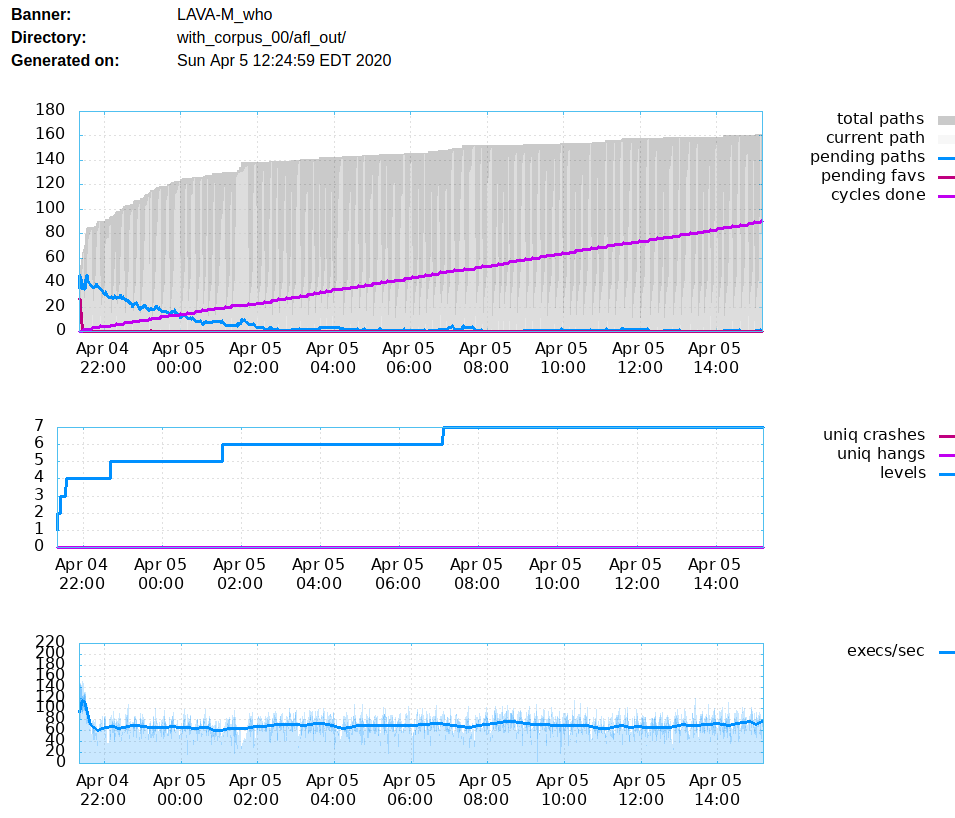 Banner: LAVA-M_who
Directory: with_corpus_00/afl_out/
Generated on: Sun Apr 5 12:24:59 EDT 2020
180
160
140
120
100
80
60
40
20
0
Apr 04 Apr 05 Apr 05 Apr 05 Apr 05 Apr 05 Apr 05 Apr 05 Apr 05
22:00 00:00 02:00 04:00 06:00 08:00 10:00 12:00 14:00
total paths
current path
pending paths
pending favs
cycles done
7
6
5
4
3
2
1
0
Apr 04 Apr 05 Apr 05 Apr 05 Apr 05 Apr 05 Apr 05 Apr 05 Apr 05
22:00 00:00 02:00 04:00 06:00 08:00 10:00 12:00 14:00
uniq crashes
uniq hangs
levels
220
200
180
160
140
120
100
80
60
40
20
0
Apr 04 Apr 05 Apr 05 Apr 05 Apr 05 Apr 05 Apr 05 Apr 05 Apr 05
22:00 00:00 02:00 04:00 06:00 08:00 10:00 12:00 14:00
execs/sec